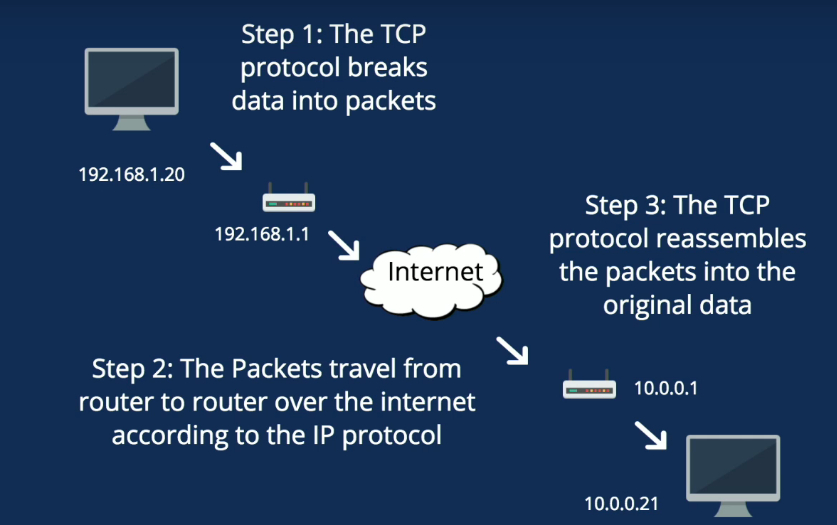 Step 1: The TCP
protocol breaks
data into packets
192.168.1.20
192.168.1.1
Internet
Step 3: The TCP
protocol reassembles
the packets into the
original data
Step 2: The Packets travel from
router to router over the internet
according to the IP protocol
10.0.0.1
10.0.0.21